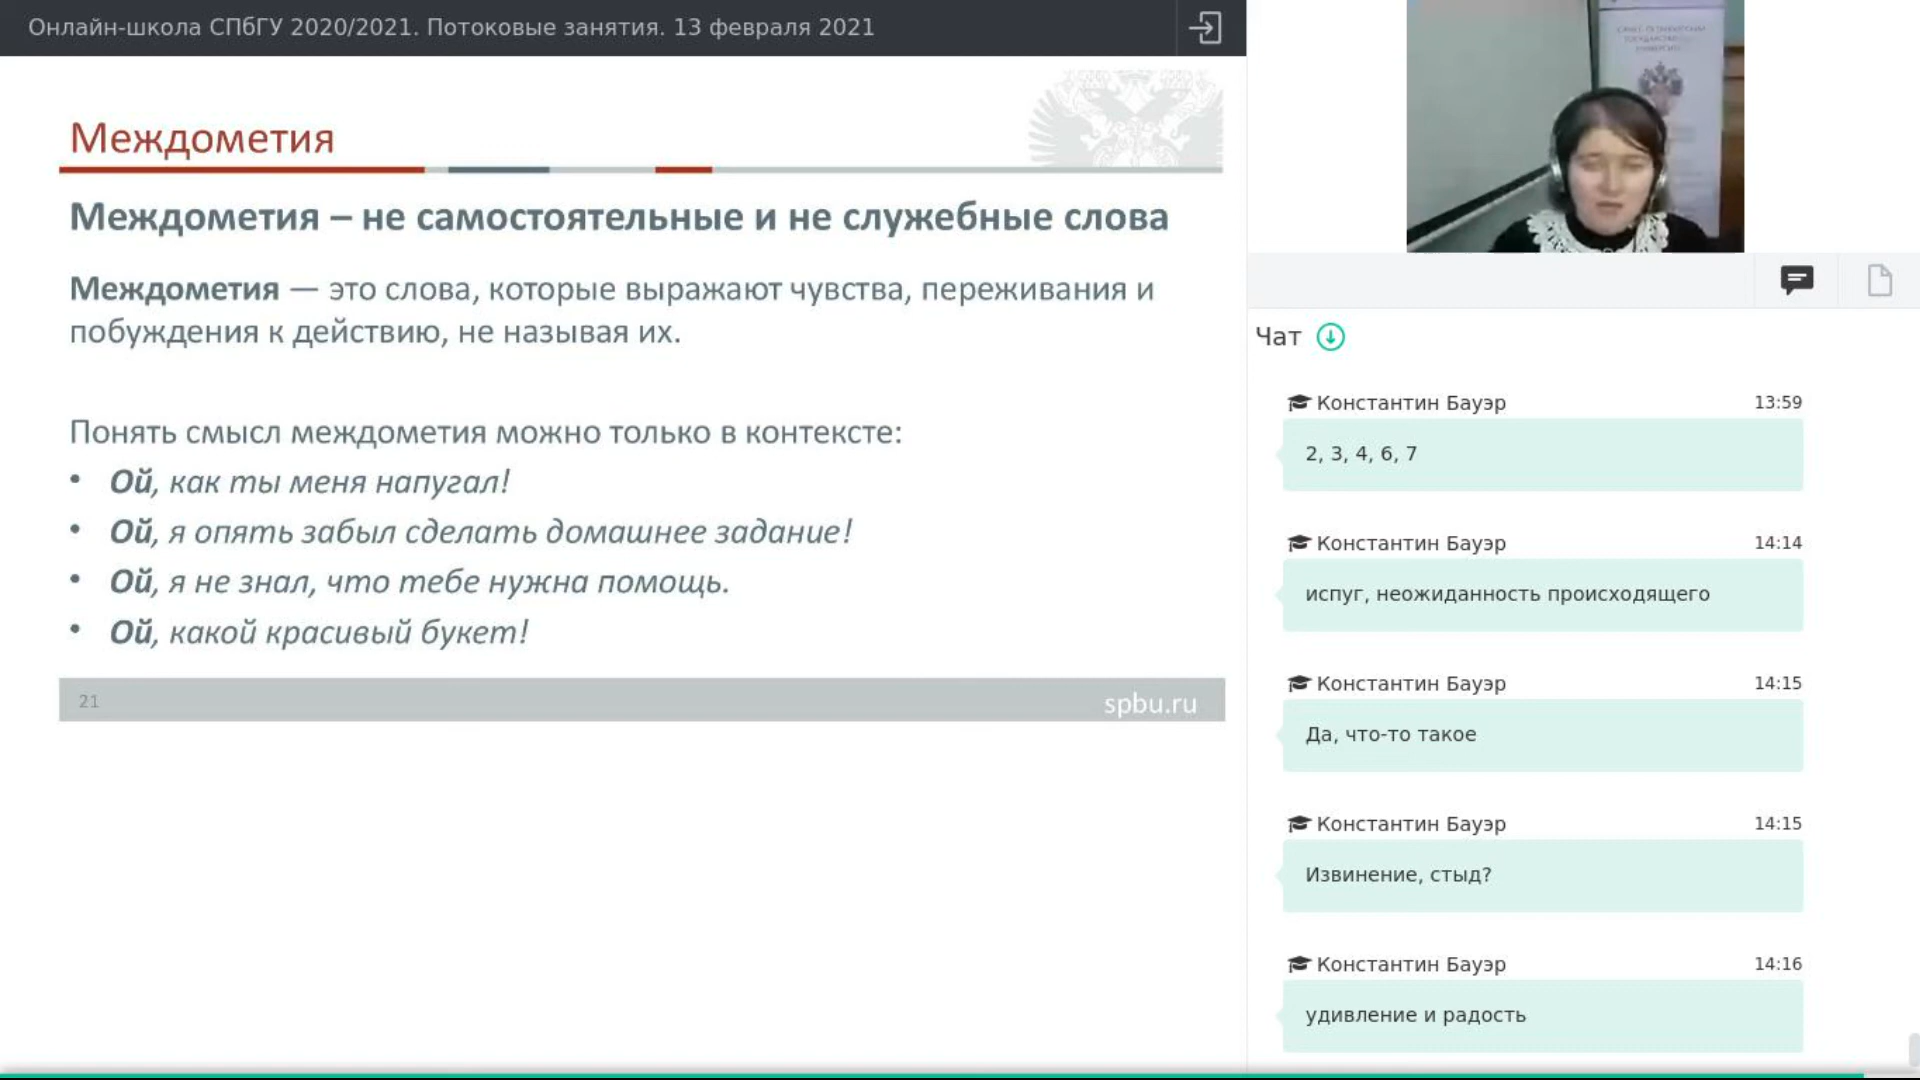 Онлайн-школа СПбГУ 2020/2021. Потоковые занятия. 13 февраля 2021
Междометия
Междометия – не самостоятельные и не служебные слова
Междометия — это слова, которые выражают чувства, переживания и
побуждения к действию, не называя их.
Понять смысл междометия можно только в контексте:
• Ой, как ты меня напугал!
• Ой, я опять забыл сделать домашнее задание!
• Ой, я не знал, что тебе нужна помощь.
• Ой, какой красивый букет!
21
spbu.ru
Чат
Константин Бауэр 13:59
2, 3, 4, 6, 7
Константин Бауэр 14:14
испуг, неожиданность происходящего
Константин Бауэр 14:15
Да, что-то такое
Константин Бауэр 14:15
Извинение, стыд?
Константин Бауэр 14:16
удивление и радость